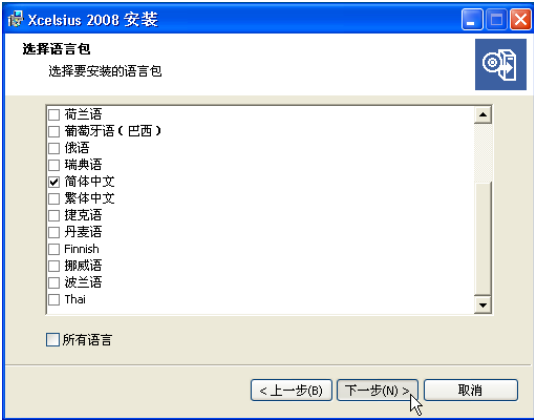 Xcelsius 2008 安装
选择语言包
选择要安装的语言包
荷兰语
葡萄牙语（巴西）
俄语
瑞典语
简体中文
繁体中文
捷克语
丹麦语
Finnish
挪威语
波兰语
Thai
所有语言
< 上一步(B)
下一步(N) >
取消